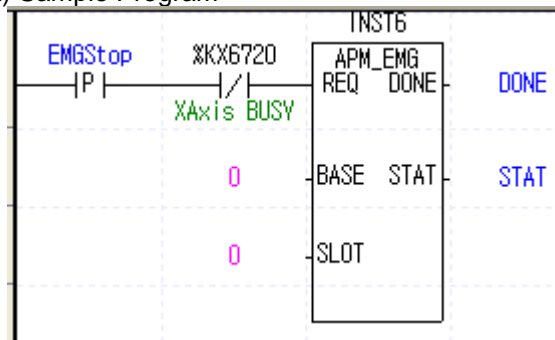 ) Sample Program
INST6
EMGStop %KX6720 APM_EMG
P / REQ DONE DONE
XAxis BUSY
0 BASE STAT STAT
0 SLOT